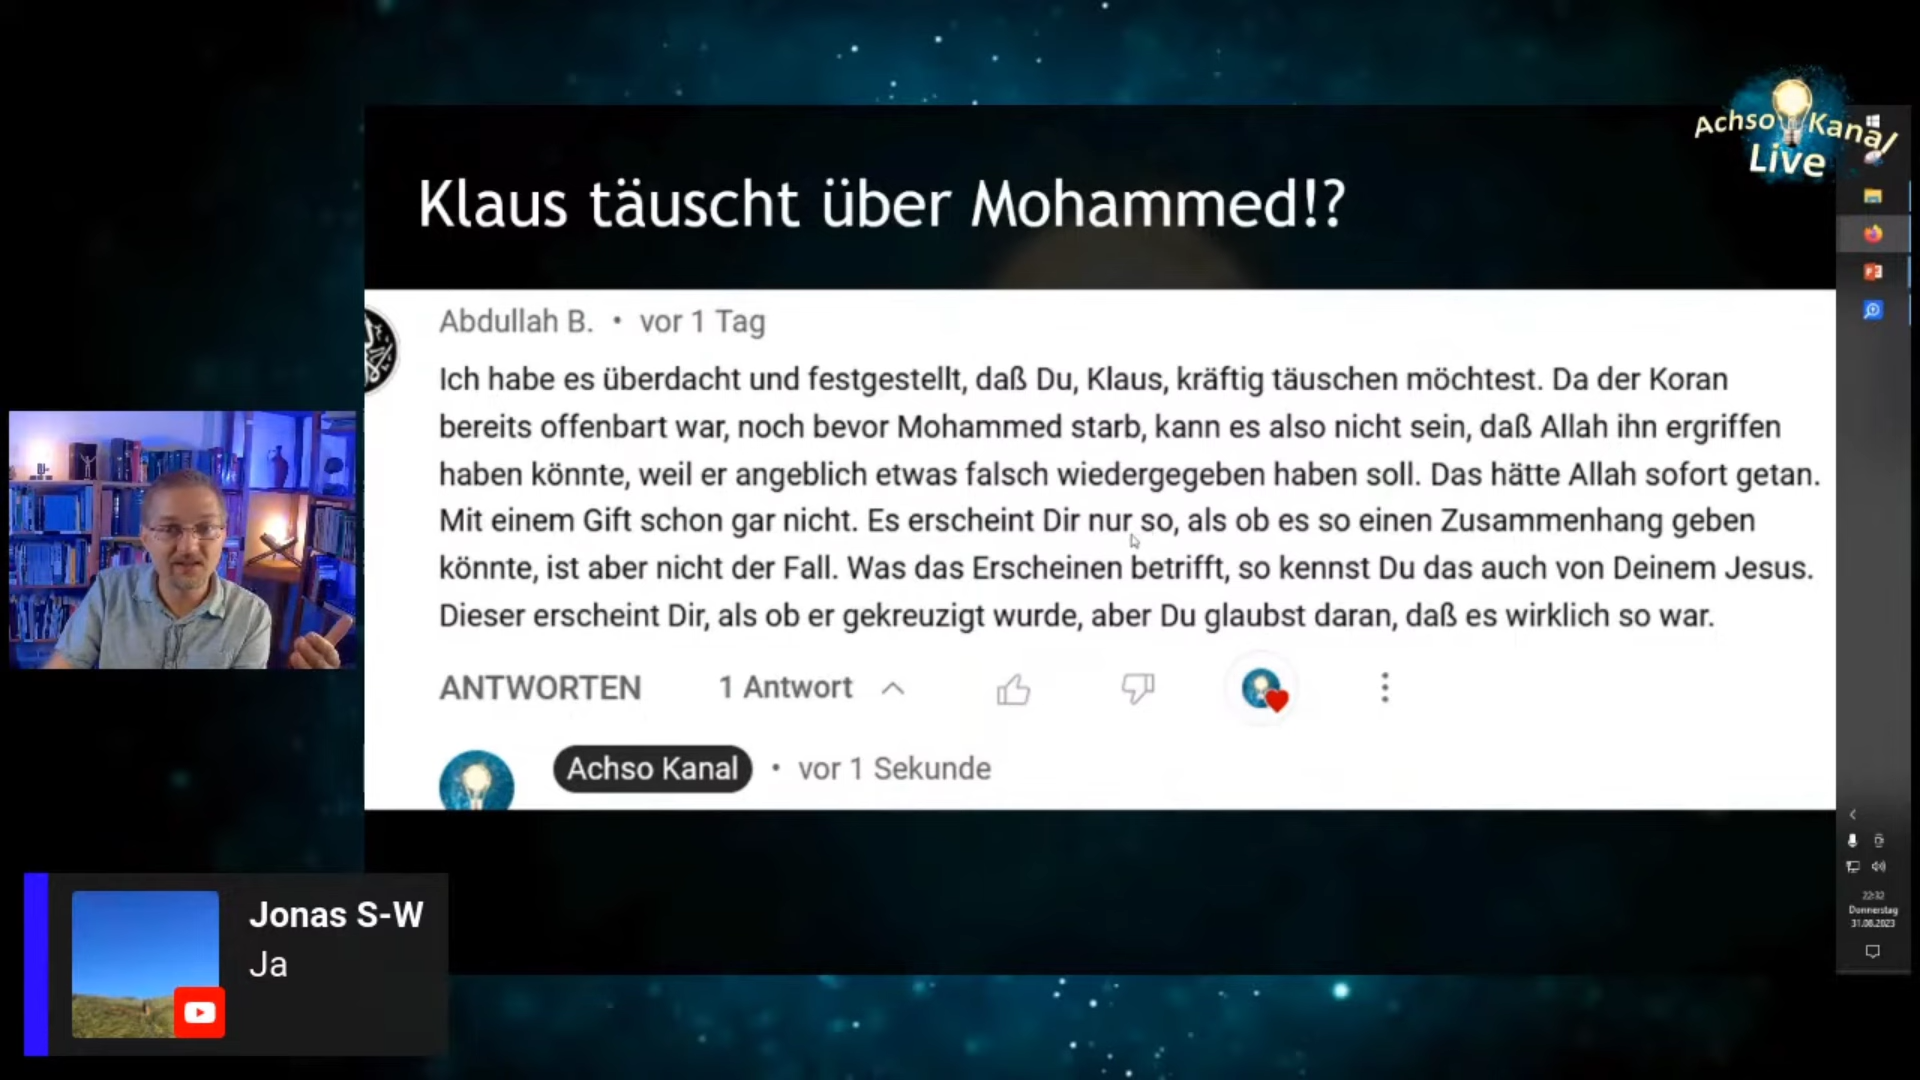 Achso Kanal
Live
Klaus täuscht über Mohammed!?
Abdullah B. • vor 1 Tag
Ich habe es überdacht und festgestellt, daß Du, Klaus, kräftig täuschen möchtest. Da der Koran
bereits offenbart war, noch bevor Mohammed starb, kann es also nicht sein, daß Allah ihn ergriffen
haben könnte, weil er angeblich etwas falsch wiedergegeben haben soll. Das hätte Allah sofort getan.
Mit einem Gift schon gar nicht. Es erscheint Dir nur so, als ob es so einen Zusammenhang geben
könnte, ist aber nicht der Fall. Was das Erscheinen betrifft, so kennst Du das auch von Deinem Jesus.
Dieser erscheint Dir, als ob er gekreuzigt wurde, aber Du glaubst daran, daß es wirklich so war.
ANTWORTEN 1 Antwort
Achso Kanal • vor 1 Sekunde
Jonas S-W
Ja
22:32
Donnerstag
31.08.2023